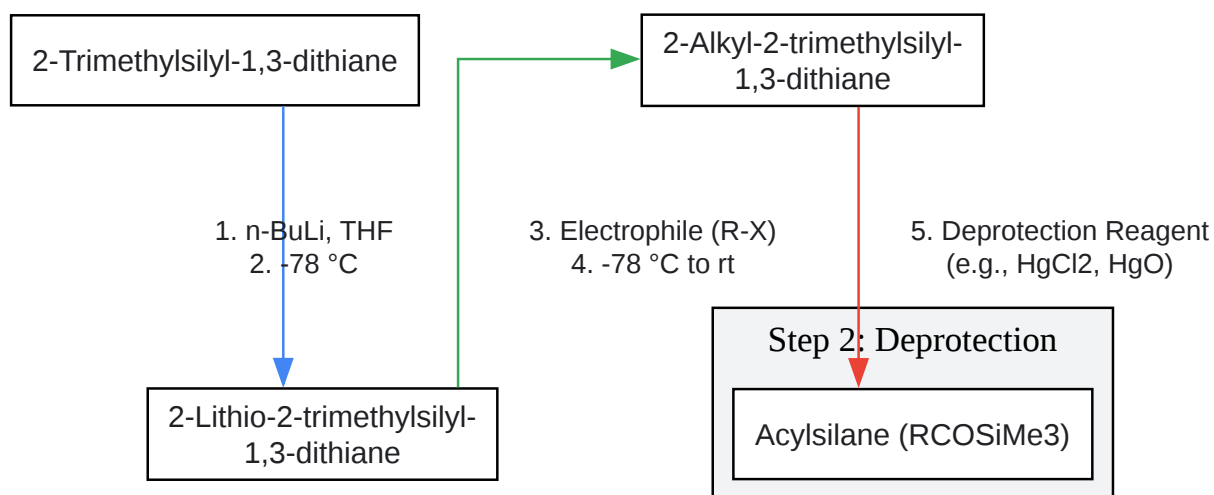 2-Trimethylsilyl-1,3-dithiane
2-Alkyl-2-trimethylsilyl-
1,3-dithiane
1. n-BuLi, THF
2. -78 °C
3. Electrophile (R-X)
4. -78 °C to rt
5. Deprotection Reagent
(e.g., HgCl2, HgO)
Step 2: Deprotection
2-Lithio-2-trimethylsilyl-
1,3-dithiane
Acylsilane (RCOSiMe3)